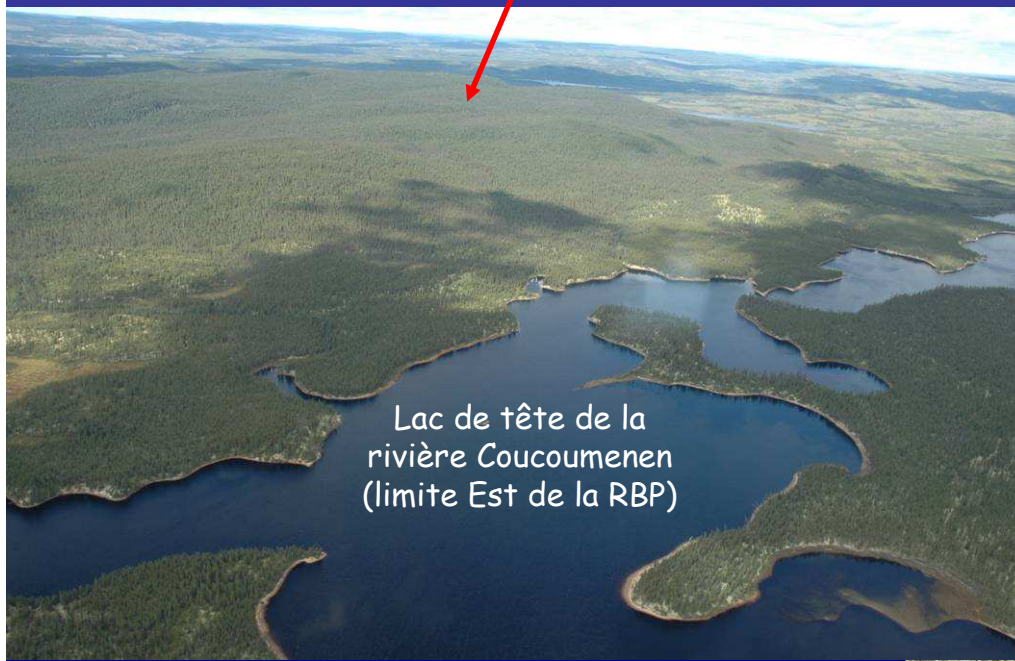 Lac de tête de la
rivière Coucoumenen
(limite Est de la RBP)